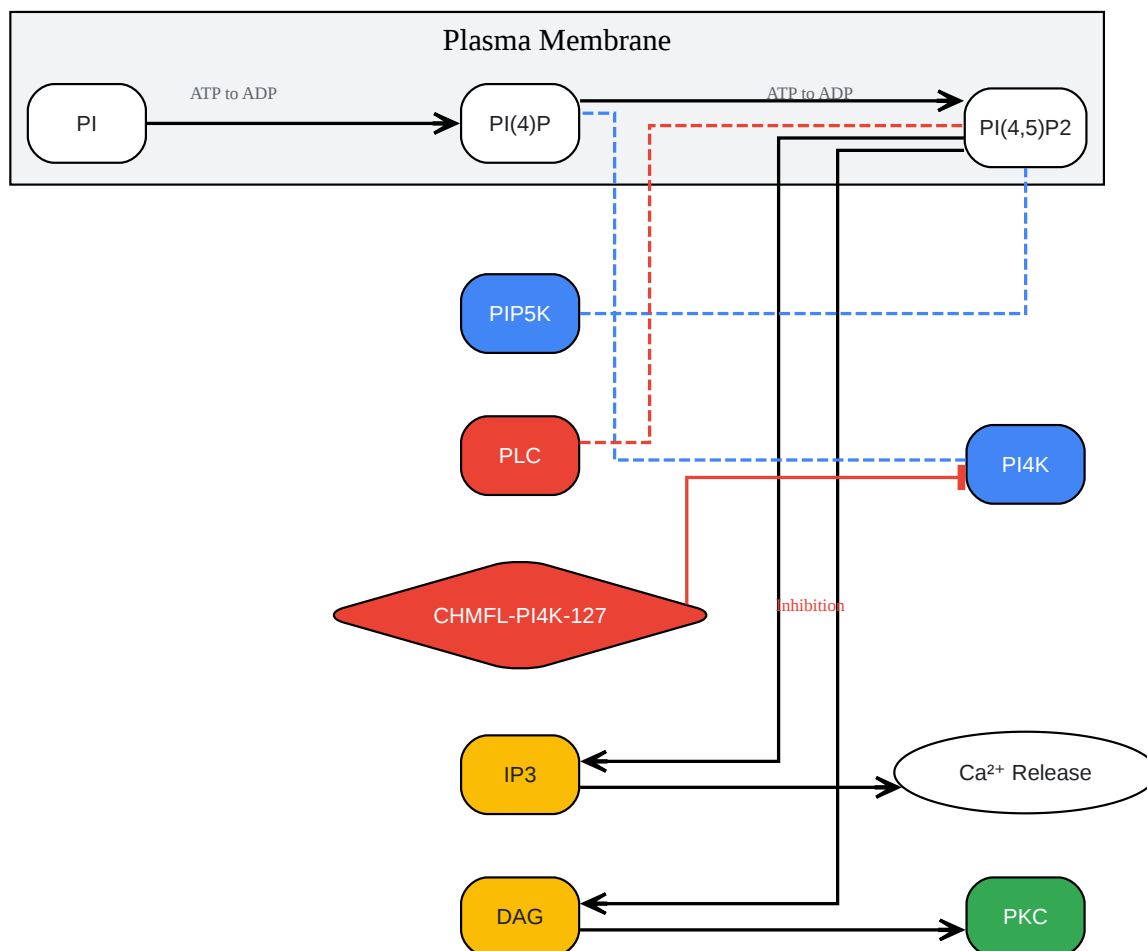 Plasma Membrane
ATP to ADP
ATP to ADP
PI
PI(4)P
PI(4,5)P2
PIP5K
PLC
PI4K
CHMFL-PI4K-127
Inhibition
IP3
Ca²⁺ Release
DAG
PKC